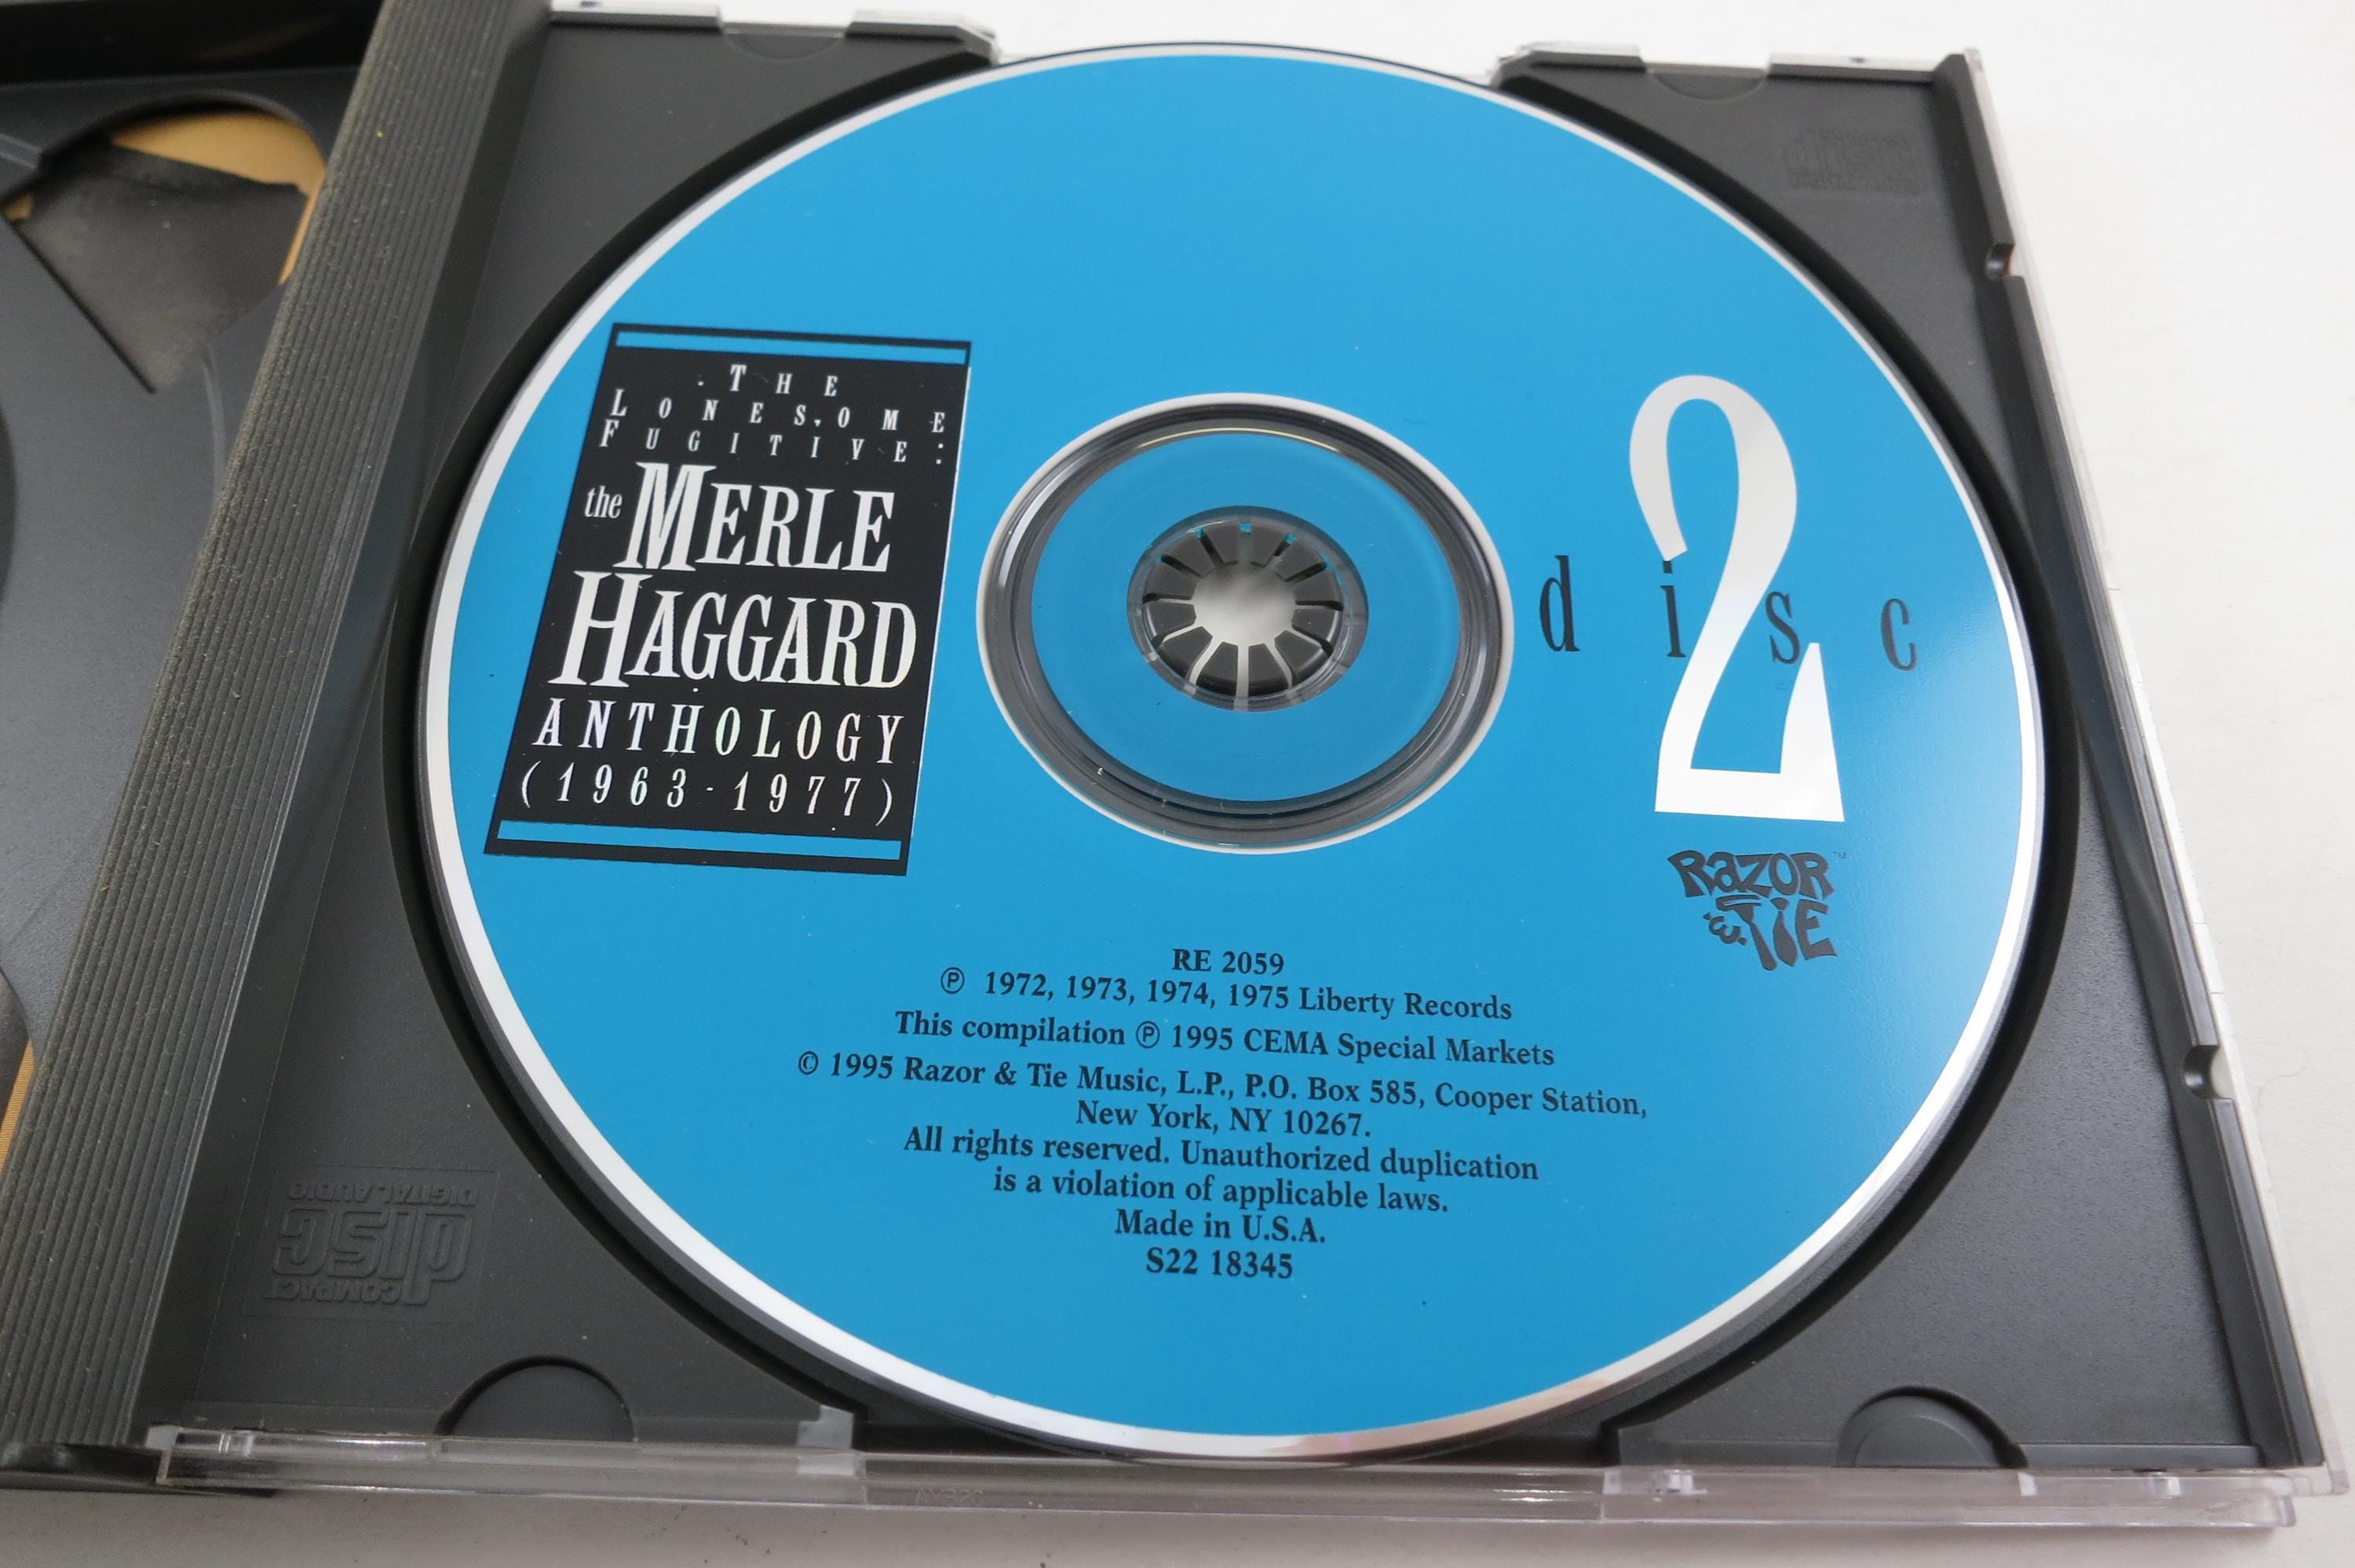 THE
LONESOME
FUGITIVE:
the MERLE
HAGGARD
ANTHOLOGY
(1963-1977)
2
disc
RAZOR™
& TIE
RE 2059
℗ 1972, 1973, 1974, 1975 Liberty Records
This compilation ℗ 1995 CEMA Special Markets
© 1995 Razor & Tie Music, L.P., P.O. Box 585, Cooper Station,
New York, NY 10267.
All rights reserved. Unauthorized duplication
is a violation of applicable laws.
Made in U.S.A.
S22 18345
COMPACT
disc
DIGITAL AUDIO